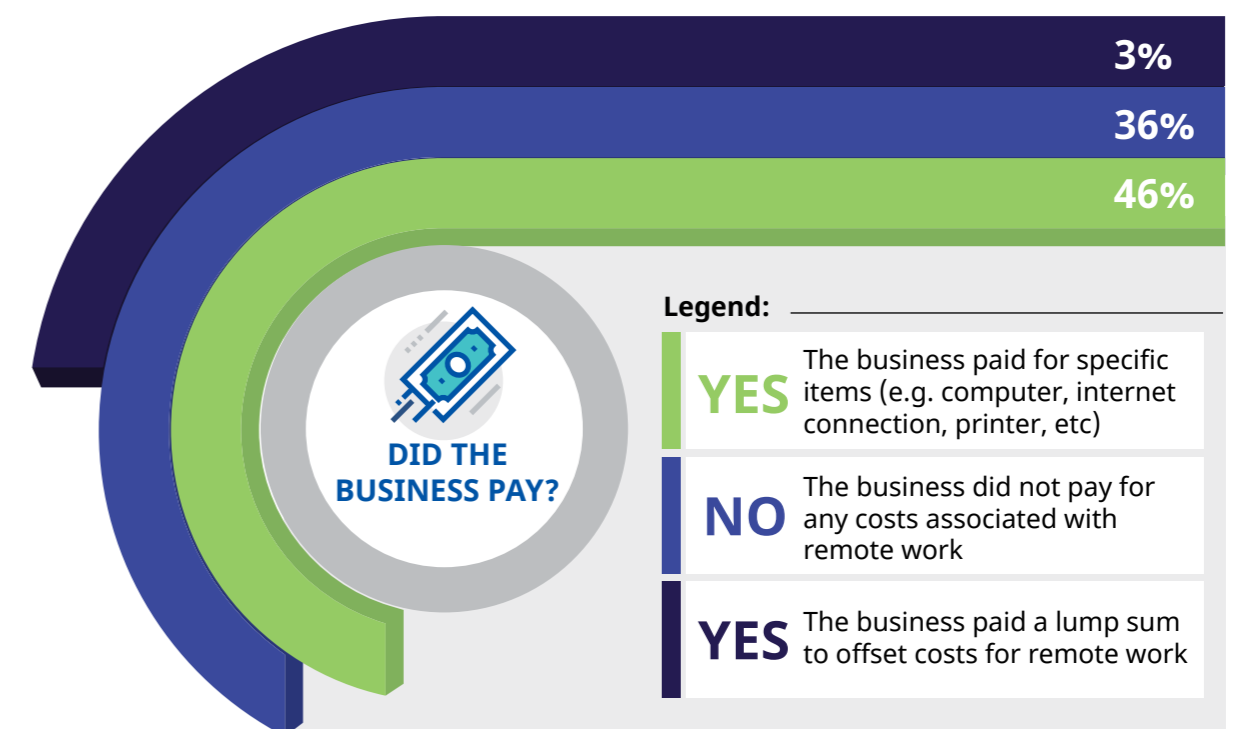 3%
36%
46%
DID THE
BUSINESS PAY?
Legend:
YES
The business paid for specific
items (e.g. computer, internet
connection, printer, etc)
NO
The business did not pay for
any costs associated with
remote work
YES
The business paid a lump sum
to offset costs for remote work